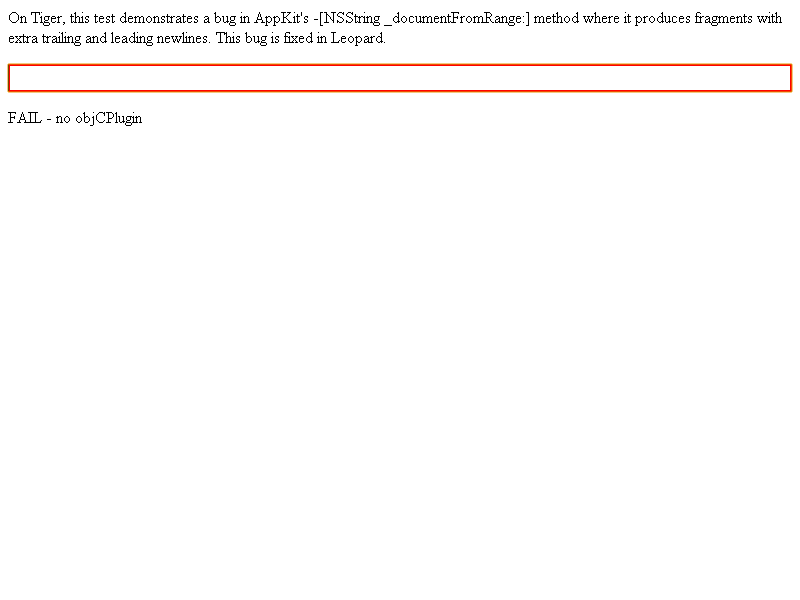 On Tiger, this test demonstrates a bug in AppKit's -[NSString _documentFromRange:] method where it produces fragments with
extra trailing and leading newlines. This bug is fixed in Leopard.
FAIL - no objCPlugin